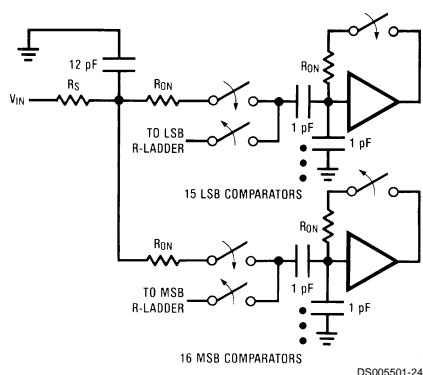 12 pF
RON
VIN
RS
RON
TO LSB
R-LADDER
1 pF
1 pF
15 LSB COMPARATORS
RON
RON
TO MSB
R-LADDER
1 pF
1 pF
16 MSB COMPARATORS
DS005501-24